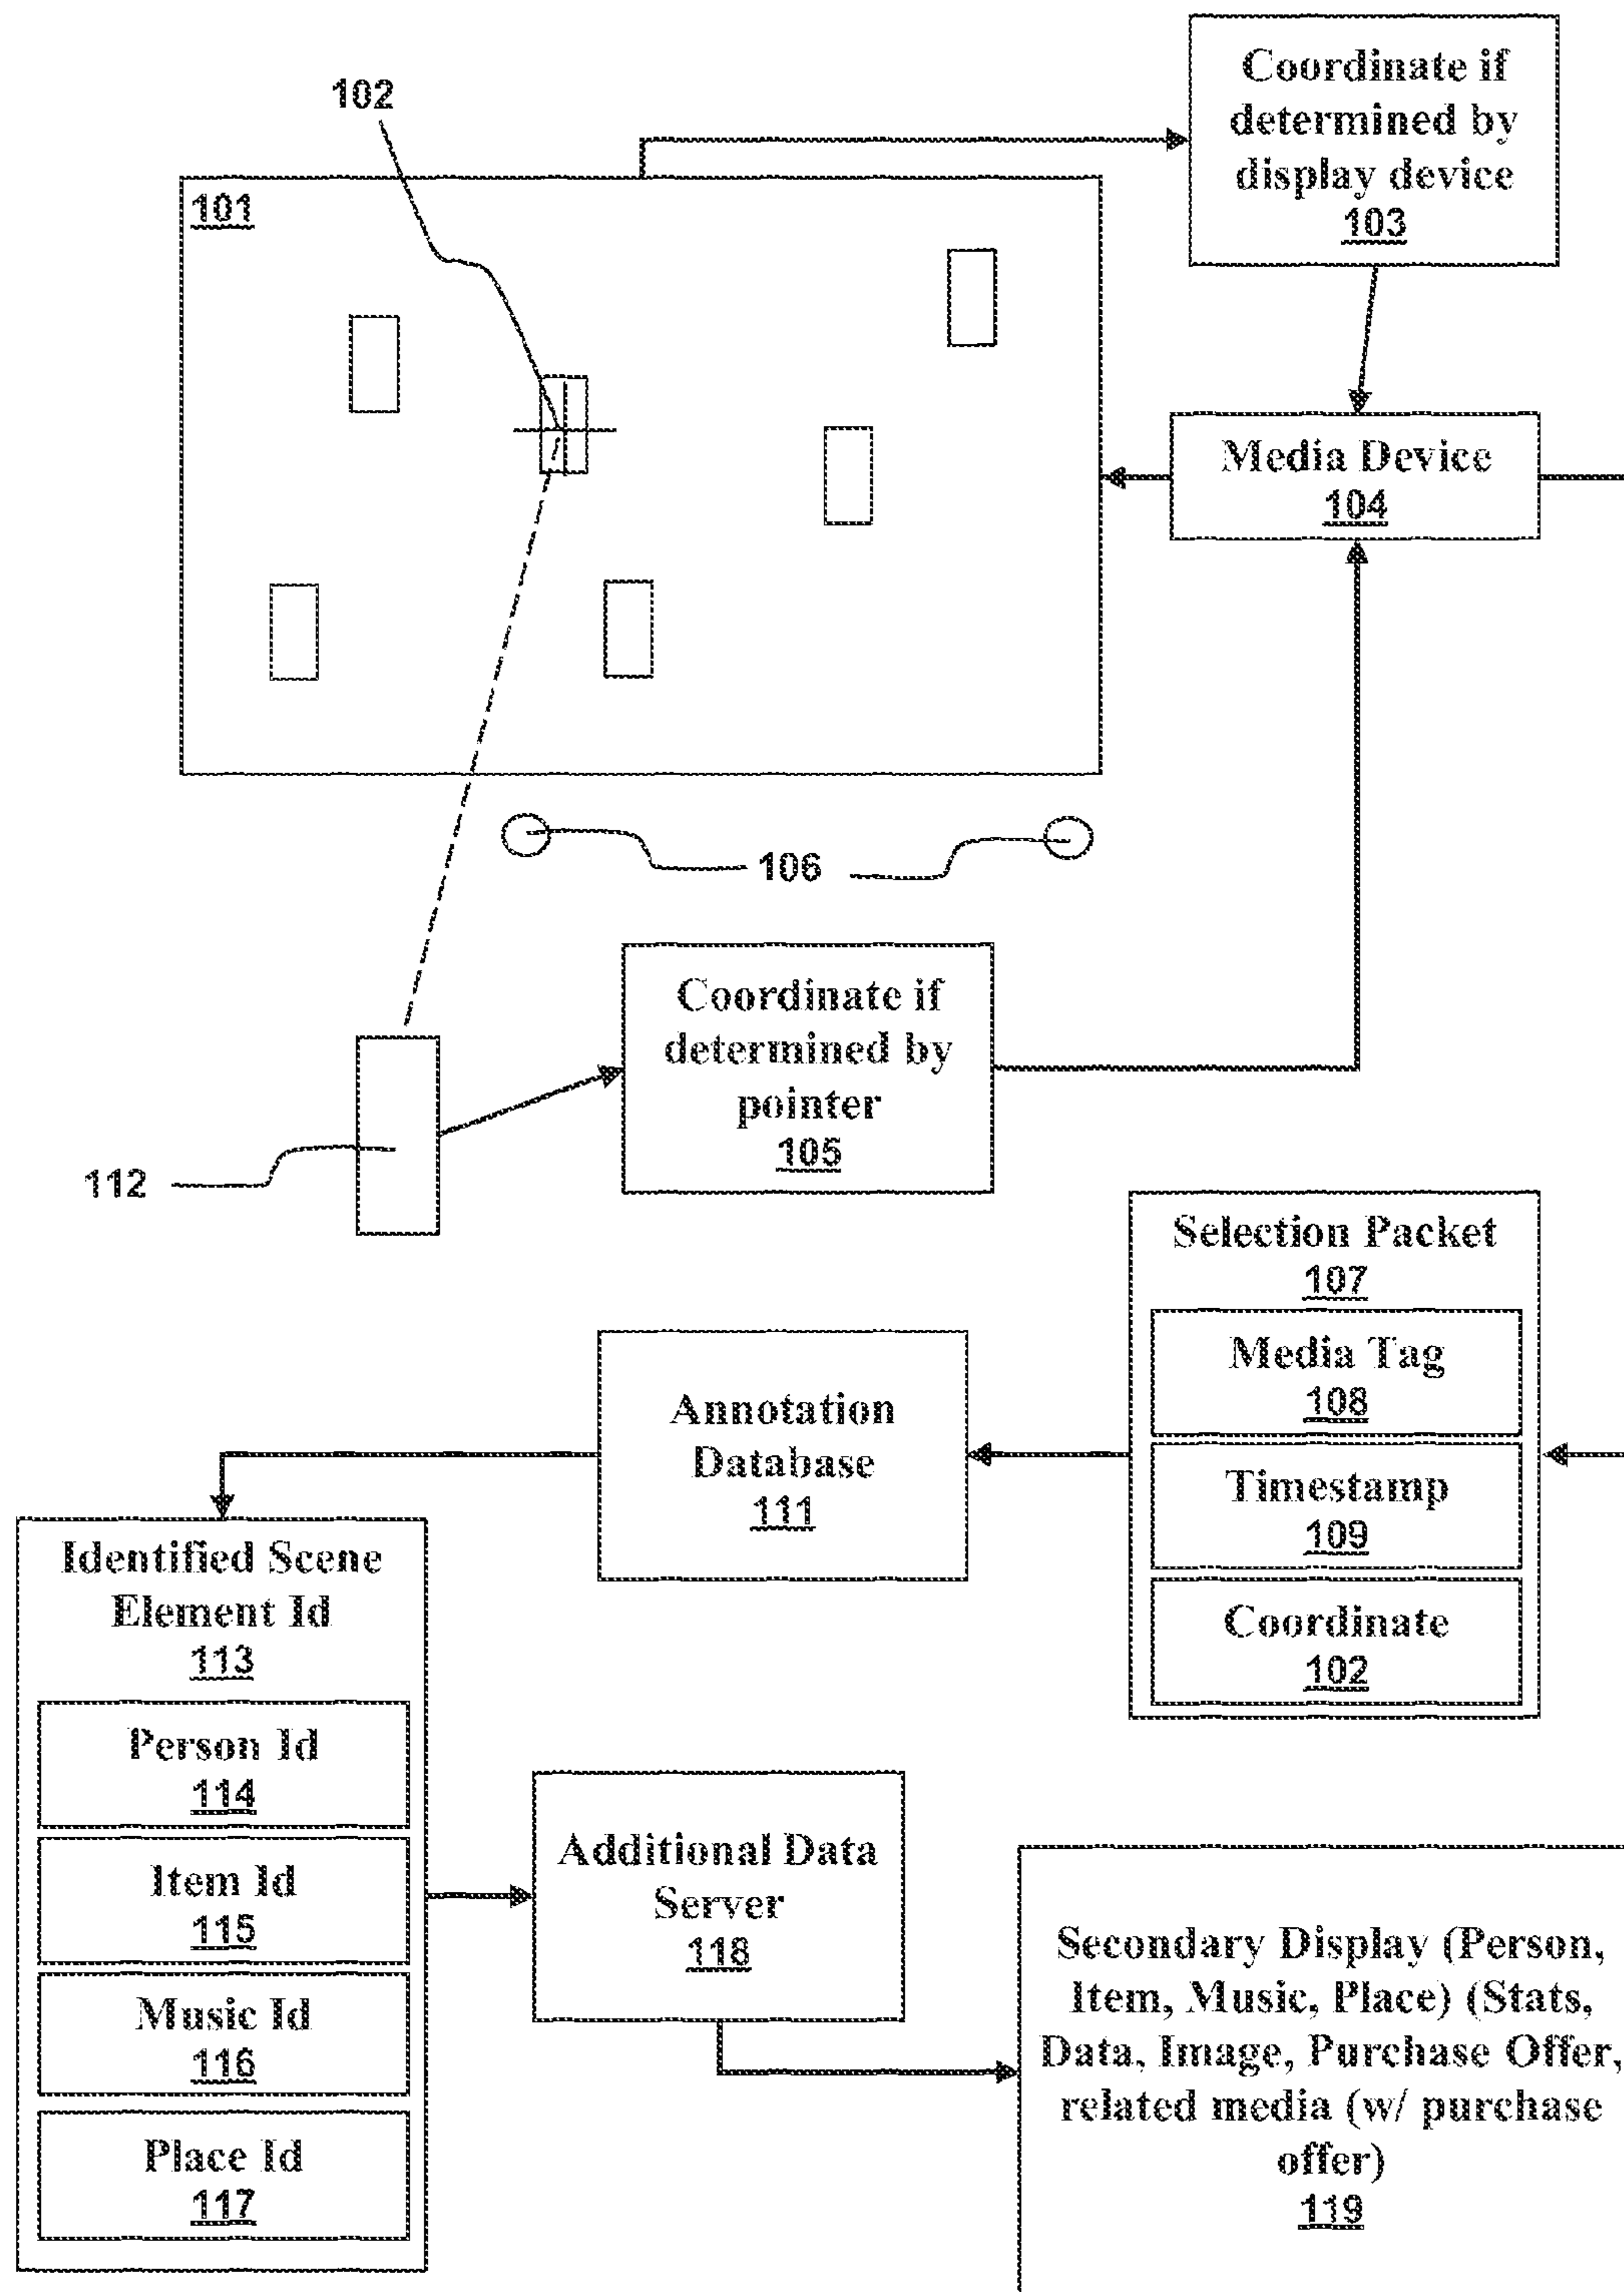 Coordinate if
determined by
display device
103
102
101
Media Device
104
106
Coordinate if
determined by
pointer
105
112
Selection Packet
107
Media Tag
108
Timestamp
109
Coordinate
102
Annotation
Database
111
Identified Scene
Element Id
113
Person Id
114
Item Id
115
Music Id
116
Place Id
117
Additional Data
Server
118
Secondary Display (Person,
Item, Music, Place) (Stats,
Data, Image, Purchase Offer,
related media (w/ purchase
offer)
119